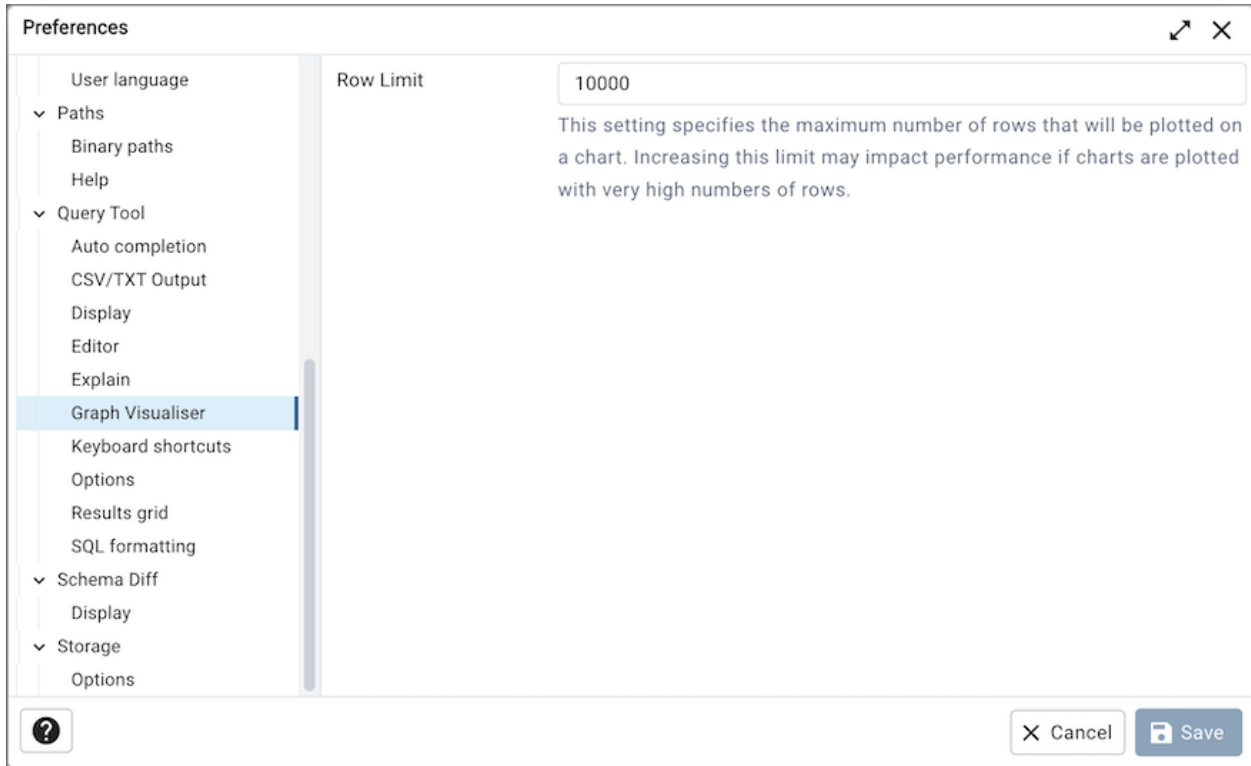 Preferences
User language
Paths
Binary paths
Help
Query Tool
Auto completion
CSV/TXT Output
Display
Editor
Explain
Graph Visualiser
Keyboard shortcuts
Options
Results grid
SQL formatting
Schema Diff
Display
Storage
Options
Row Limit
10000
This setting specifies the maximum number of rows that will be plotted on
a chart. Increasing this limit may impact performance if charts are plotted
with very high numbers of rows.
Cancel
Save